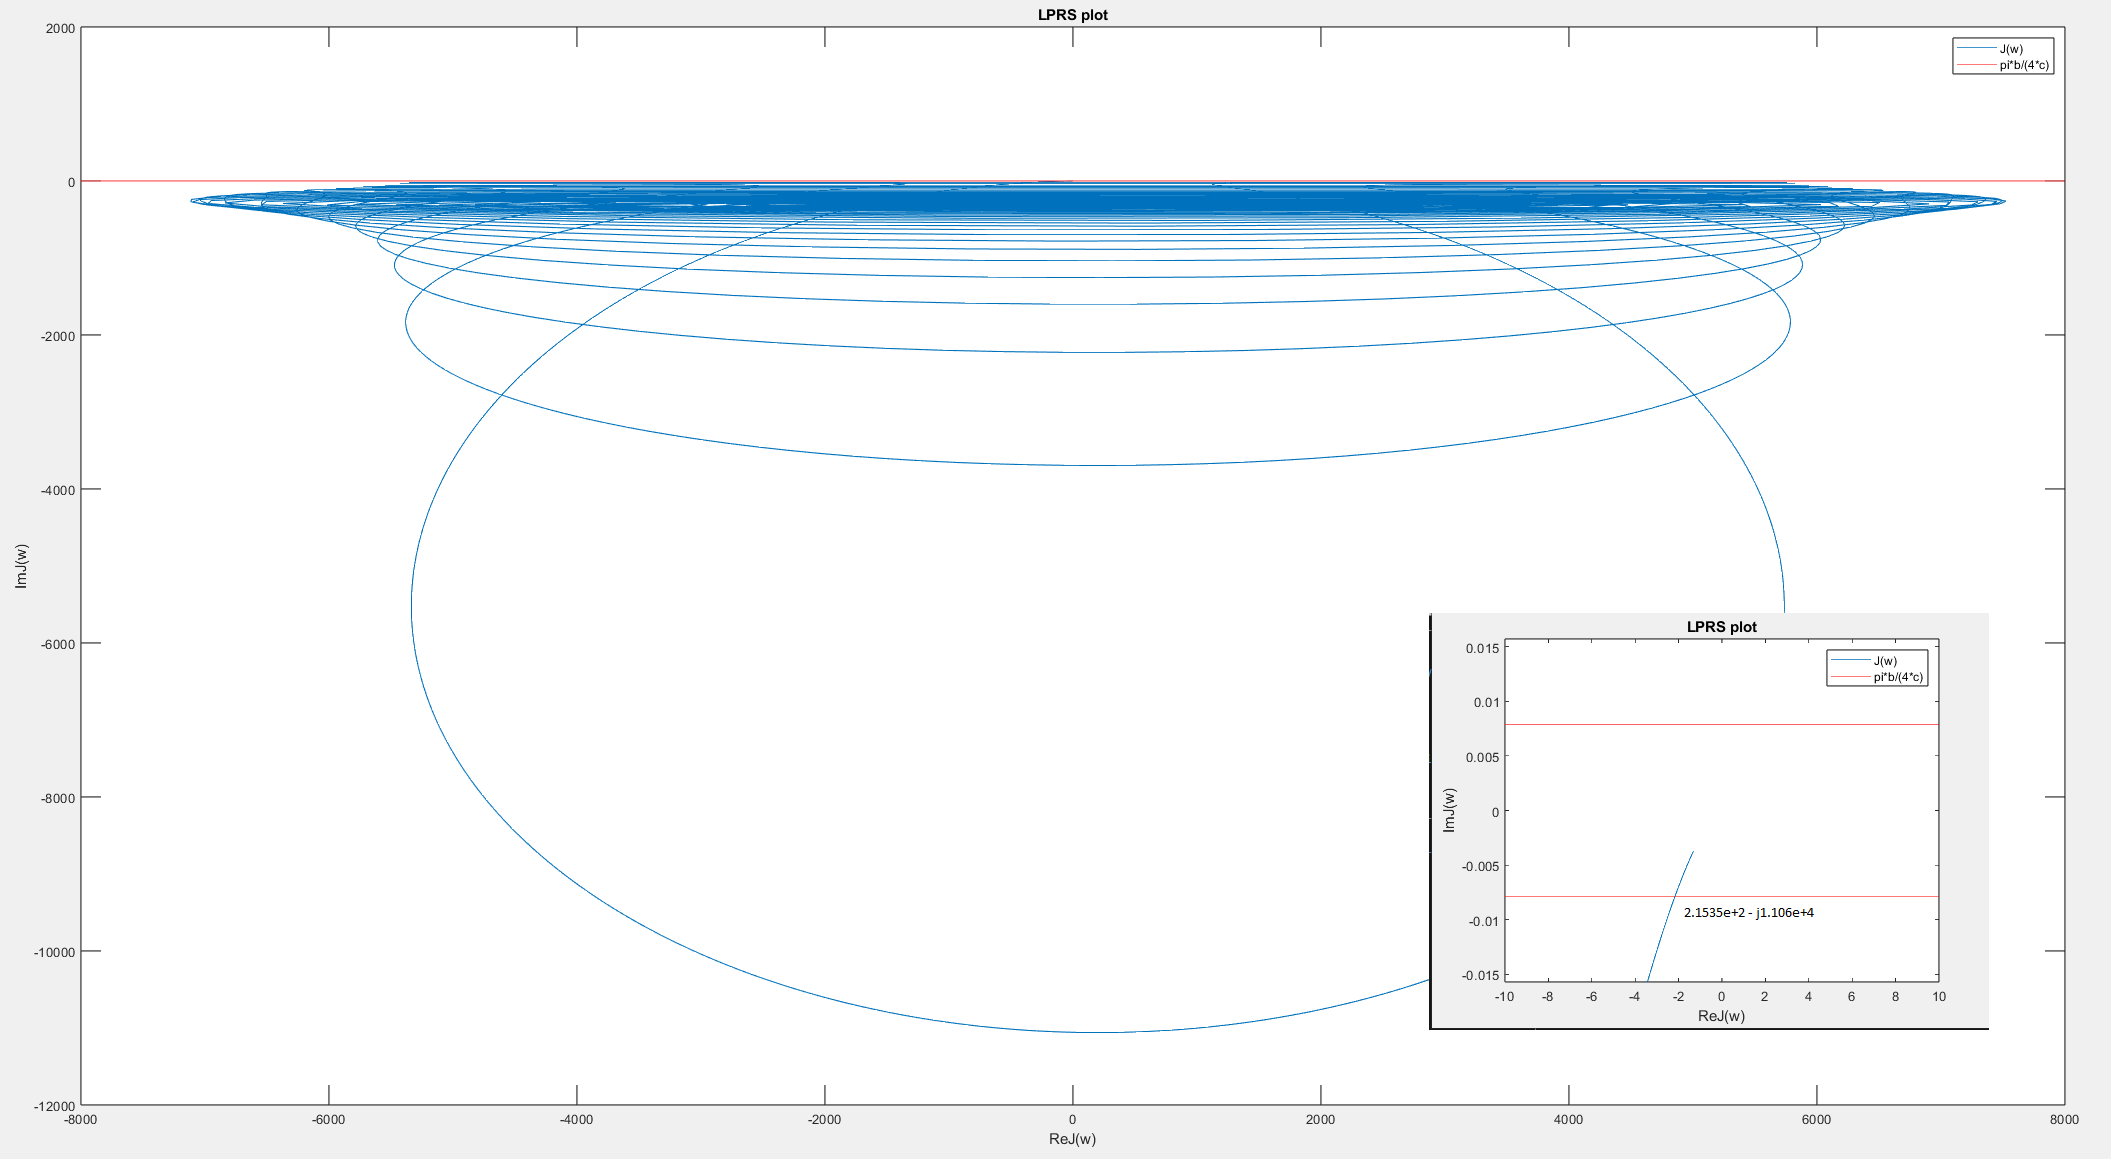 LPRS plot
J(w)
pi*b/(4*c)
2000
0
-2000
-4000
-6000
-8000
-10000
-12000
ImJ(w)
-8000 -6000 -4000 -2000 0 2000 4000 6000 8000
ReJ(w)
LPRS plot
J(w)
pi*b/(4*c)
0.015
0.01
0.005
0
-0.005
-0.01
-0.015
ImJ(w)
2.1535e+2 - j1.106e+4
-10 -8 -6 -4 -2 0 2 4 6 8 10
ReJ(w)